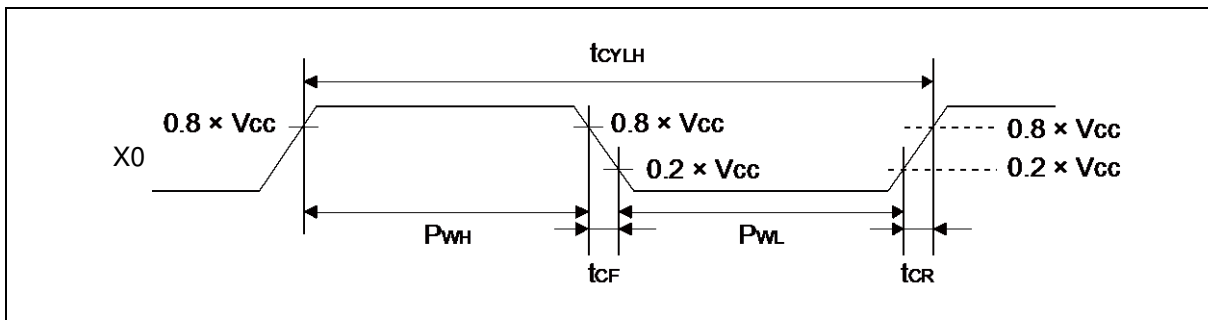 tCYLH
0.8 × VCC
0.8 × VCC
0.8 × VCC
X0
0.2 × VCC
0.2 × VCC
PWH
PWL
tCF
tCR